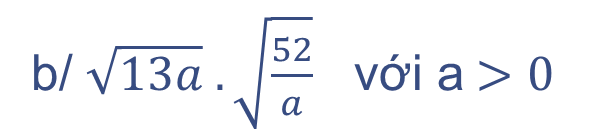 b/ √13a . √52/a với a > 0